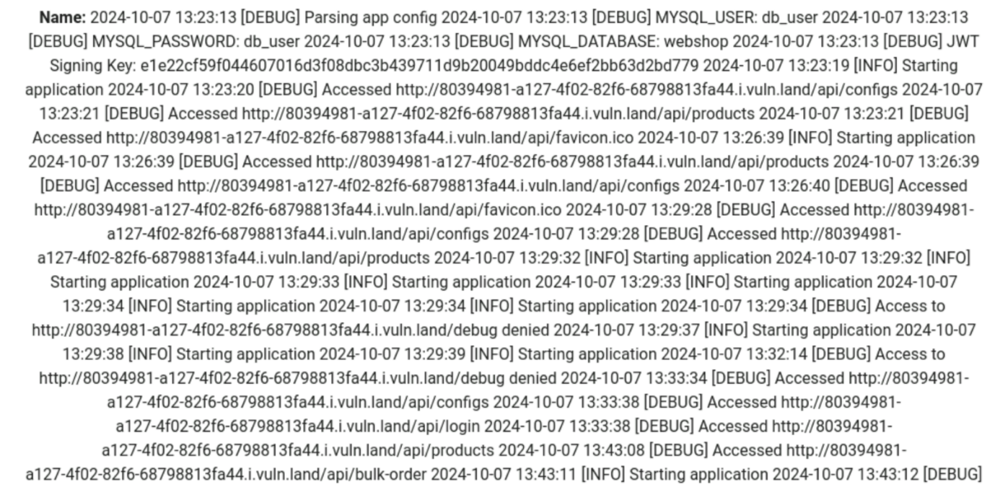 Name: 2024-10-07 13:23:13 [DEBUG] Parsing app config 2024-10-07 13:23:13 [DEBUG] MYSQL_USER: db_user 2024-10-07 13:23:13
[DEBUG] MYSQL_PASSWORD: db_user 2024-10-07 13:23:13 [DEBUG] MYSQL_DATABASE: webshop 2024-10-07 13:23:13 [DEBUG] JWT
Signing Key: e1e22cf59f044607016d3f08dbc3b439711d9b20049bddc4e6ef2bb63d2bd779 2024-10-07 13:23:19 [INFO] Starting
application 2024-10-07 13:23:20 [DEBUG] Accessed http://80394981-a127-4f02-82f6-68798813fa44.i.vuln.land/api/configs 2024-10-07
13:23:21 [DEBUG] Accessed http://80394981-a127-4f02-82f6-68798813fa44.i.vuln.land/api/products 2024-10-07 13:23:21 [DEBUG]
Accessed http://80394981-a127-4f02-82f6-68798813fa44.i.vuln.land/api/favicon.ico 2024-10-07 13:26:39 [INFO] Starting application
2024-10-07 13:26:39 [DEBUG] Accessed http://80394981-a127-4f02-82f6-68798813fa44.i.vuln.land/api/products 2024-10-07 13:26:39
[DEBUG] Accessed http://80394981-a127-4f02-82f6-68798813fa44.i.vuln.land/api/configs 2024-10-07 13:26:40 [DEBUG] Accessed
http://80394981-a127-4f02-82f6-68798813fa44.i.vuln.land/api/favicon.ico 2024-10-07 13:29:28 [DEBUG] Accessed http://80394981-
a127-4f02-82f6-68798813fa44.i.vuln.land/api/configs 2024-10-07 13:29:28 [DEBUG] Accessed http://80394981-
a127-4f02-82f6-68798813fa44.i.vuln.land/api/products 2024-10-07 13:29:32 [INFO] Starting application 2024-10-07 13:29:32 [INFO]
Starting application 2024-10-07 13:29:33 [INFO] Starting application 2024-10-07 13:29:33 [INFO] Starting application 2024-10-07
13:29:34 [INFO] Starting application 2024-10-07 13:29:34 [INFO] Starting application 2024-10-07 13:29:34 [DEBUG] Access to
http://80394981-a127-4f02-82f6-68798813fa44.i.vuln.land/debug denied 2024-10-07 13:29:37 [INFO] Starting application 2024-10-07
13:29:38 [INFO] Starting application 2024-10-07 13:29:39 [INFO] Starting application 2024-10-07 13:32:14 [DEBUG] Access to
http://80394981-a127-4f02-82f6-68798813fa44.i.vuln.land/debug denied 2024-10-07 13:33:34 [DEBUG] Accessed http://80394981-
a127-4f02-82f6-68798813fa44.i.vuln.land/api/configs 2024-10-07 13:33:38 [DEBUG] Accessed http://80394981-
a127-4f02-82f6-68798813fa44.i.vuln.land/api/login 2024-10-07 13:33:38 [DEBUG] Accessed http://80394981-
a127-4f02-82f6-68798813fa44.i.vuln.land/api/products 2024-10-07 13:43:08 [DEBUG] Accessed http://80394981-
a127-4f02-82f6-68798813fa44.i.vuln.land/api/bulk-order 2024-10-07 13:43:11 [INFO] Starting application 2024-10-07 13:43:12 [DEBUG]